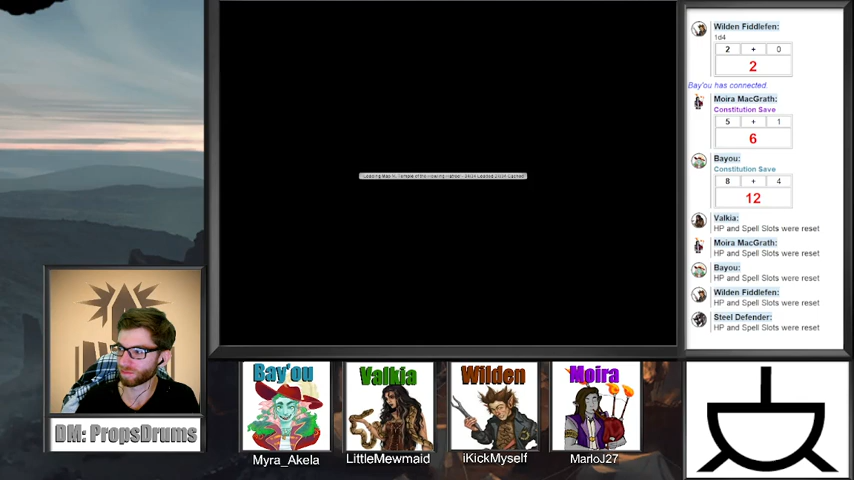 Wilden Fiddlefen:
1d4
2 + 0
2
Bay'ou has connected.
Moira MacGrath:
Constitution Save
5 + 1
6
Bayou:
Constitution Save
8 + 4
12
Valkia:
HP and Spell Slots were reset
Moira MacGrath:
HP and Spell Slots were reset
Bayou:
HP and Spell Slots were reset
Wilden Fiddlefen:
HP and Spell Slots were reset
Steel Defender:
HP and Spell Slots were reset
DM: PropsDrums
Bay'ou
Valkia
Wilden
Moira
Myra_Akela
LittleMewmaid
iKickMyself
MarloJ27